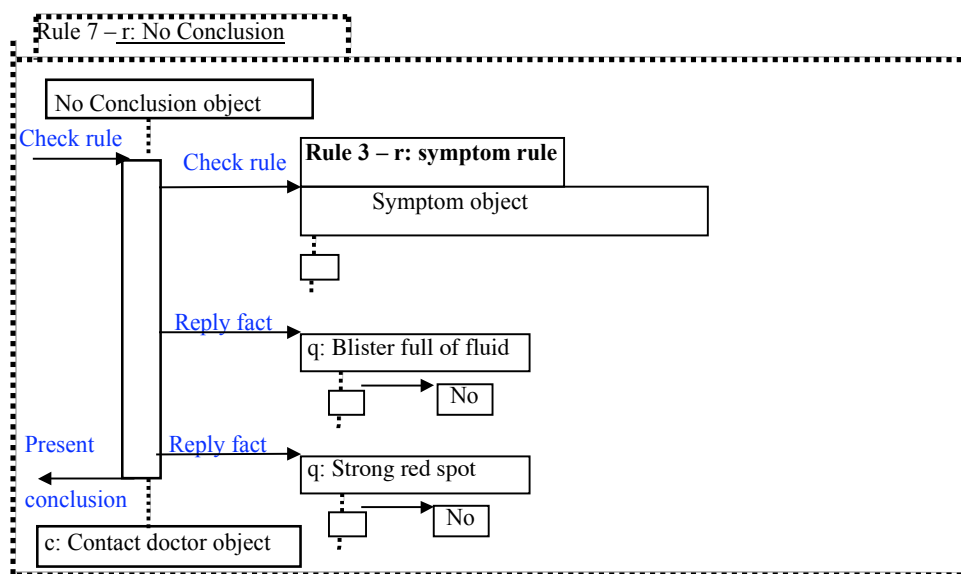 Rule 7 – r: No Conclusion
No Conclusion object
Check rule
Check rule
Rule 3 – r: symptom rule
Symptom object
Reply fact
q: Blister full of fluid
No
Present
conclusion
Reply fact
q: Strong red spot
No
c: Contact doctor object